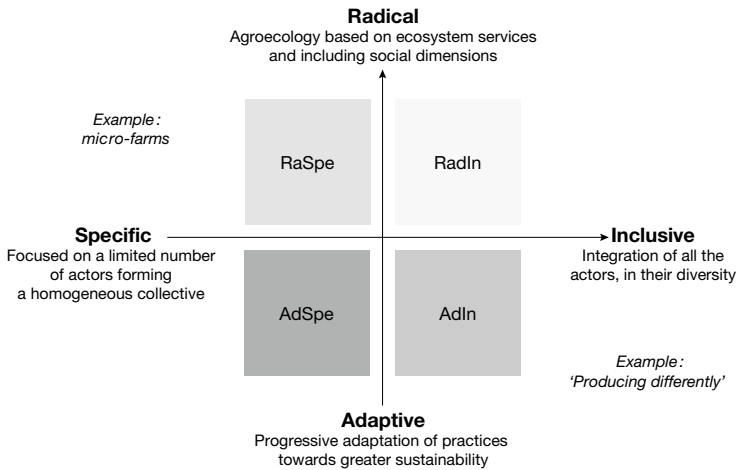 Radical
Agroecology based on ecosystem services
and including social dimensions
Example :
micro-farms
RaSpe
RadIn
Specific
Focused on a limited number
of actors forming
a homogeneous collective
Inclusive
Integration of all the
actors, in their diversity
AdSpe
AdIn
Example :
‘Producing differently’
Adaptive
Progressive adaptation of practices
towards greater sustainability